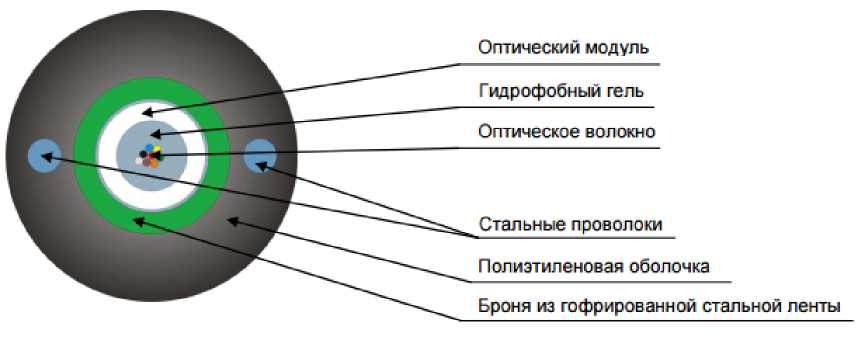 Оптический модуль
Гидрофобный гель
Оптическое волокно
Стальные проволоки
Полиэтиленовая оболочка
Броня из гофрированной стальной ленты